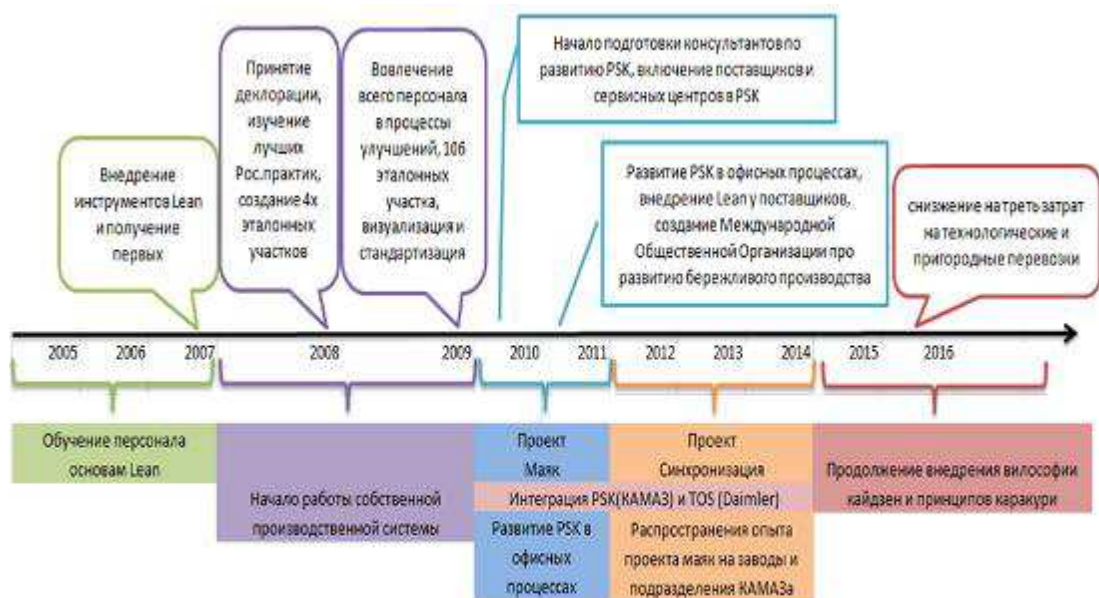 Внедрение
инструментов Lean
и получение
первых
Принятие
деклорации,
изучение
лучших
Рос.практик,
создание 4х
эталонных
участков
Вовлечение
всего персонала
в процессы
улучшений, 106
эталонных
участка,
визуализация и
стандартизация
Начало подготовки консультантов по
развитию PSK, включение поставщиков и
сервисных центров в PSK
Развитие PSK в офисных процессах,
внедрение Lean у поставщиков,
создание Международной
Общественной Организации про
развитию бережливого производства
снизжение на треть затрат
на технологические и
пригородные перевозки
2005 2006 2007 2008 2009 2010 2011 2012 2013 2014 2015 2016
Обучение персонала
основам Lean
Начало работы собственной
производственной системы
Проект
Маяк
Проект
Синхронизация
Интеграция PSK(КАМАЗ) и TOS (Daimler)
Развитие PSK в
офисных
процессах
Распространения опыта
проекта маяк на заводы и
подразделения КАМАЗа
Продолжение внедрения вилософии
кайдзен и принципов каракури